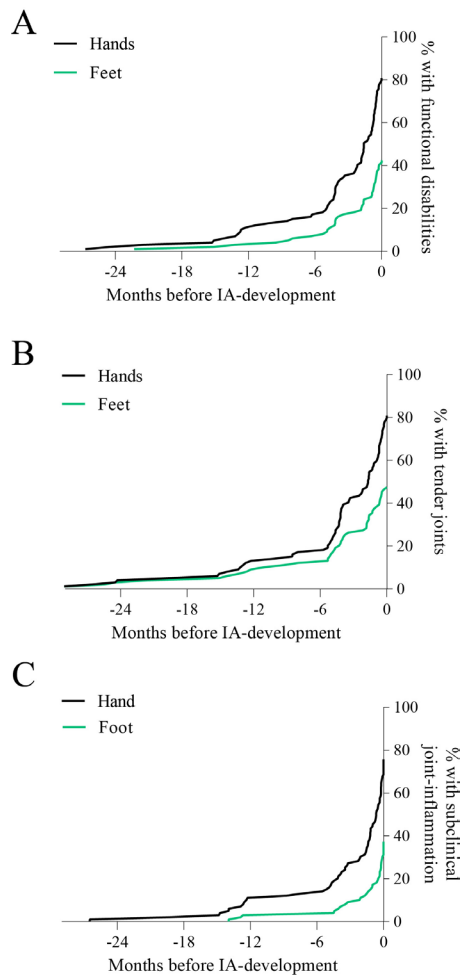 A
Hands
Feet
100
80
60
40
20
0
% with functional disabilities
-24 -18 -12 -6 0
Months before IA-development
B
Hands
Feet
100
80
60
40
20
0
% with tender joints
-24 -18 -12 -6 0
Months before IA-development
C
Hand
Foot
100
80
60
40
20
0
% with subclinical
joint-inflammation
-24 -18 -12 -6 0
Months before IA-development